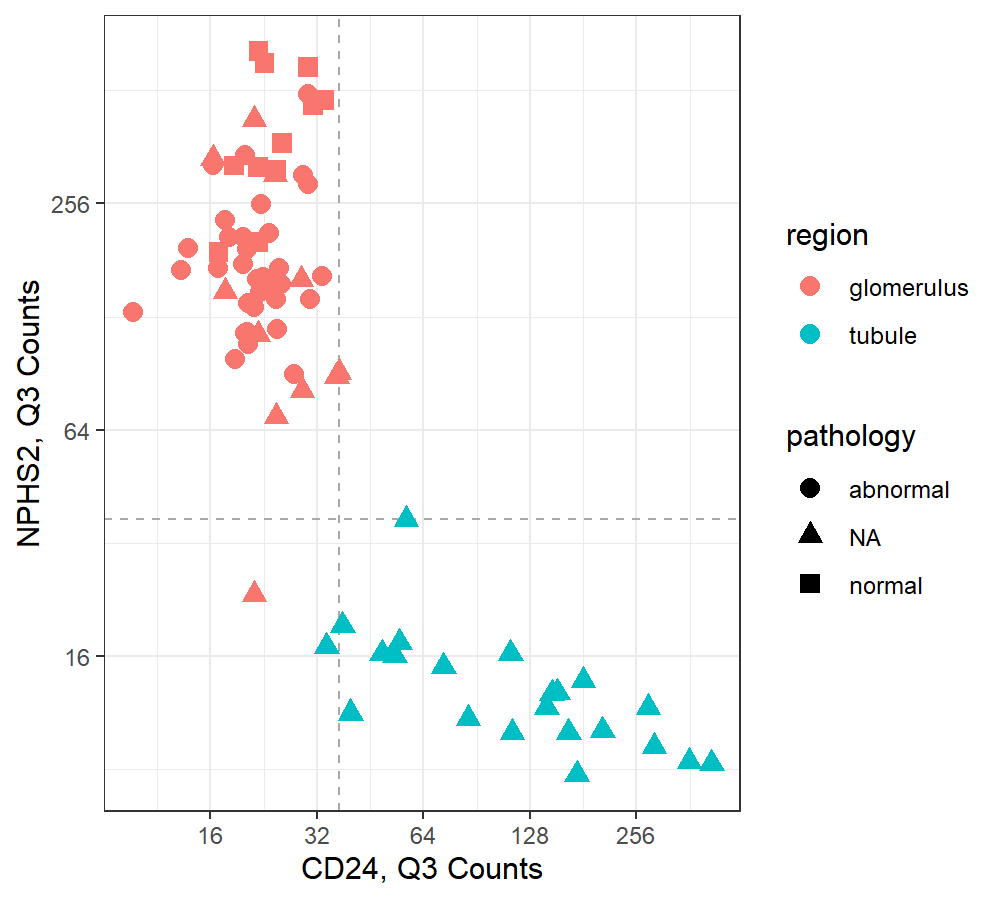 256
64
16
16 32 64 128 256
CD24, Q3 Counts
NPHS2, Q3 Counts
region
glomerulus
tubule
pathology
abnormal
NA
normal